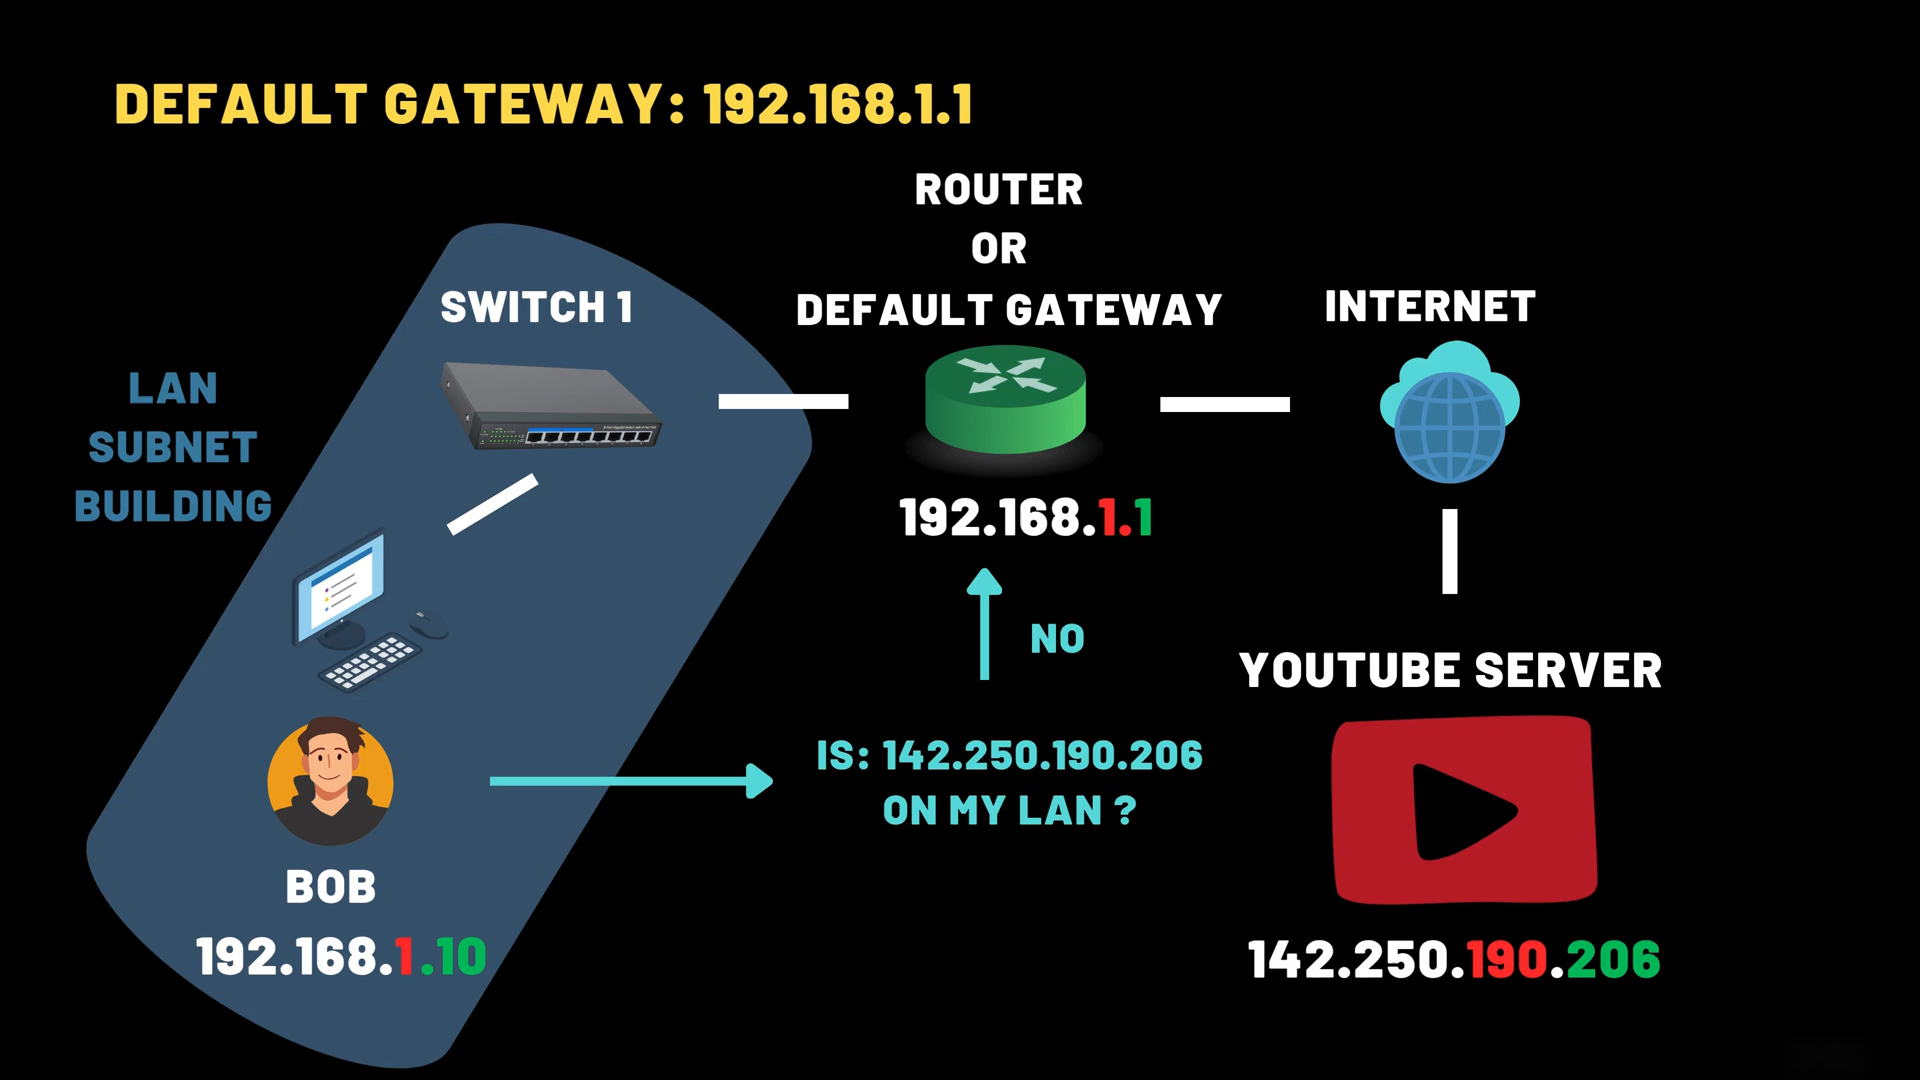 DEFAULT GATEWAY: 192.168.1.1
ROUTER
OR
DEFAULT GATEWAY
SWITCH 1
INTERNET
LAN
SUBNET
BUILDING
192.168.1.1
NO
YOUTUBE SERVER
IS: 142.250.190.206
ON MY LAN ?
BOB
192.168.1.10
142.250.190.206